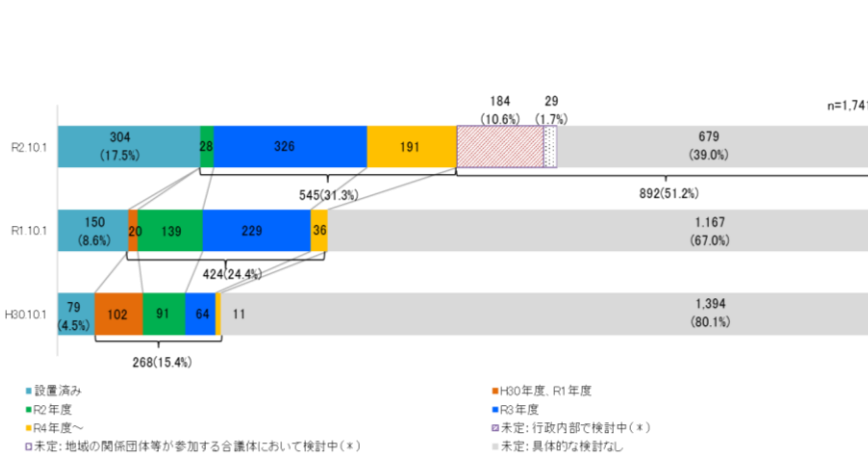 184 29
(10.6%) (1.7%) n=1,741
R2.10.1 304 28 326 191 679
(17.5%) (39.0%)
545(31.3%) 892(51.2%)
R1.10.1 150 20 139 229 36 1.167
(8.6%) (67.0%)
424(24.4%)
H30.10.1 79 102 91 64 11 1,394
(4.5%) (80.1%)
268(15.4%)
設置済み H30年度、R1年度
R2年度 R3年度
R4年度~ 未定:行政内部で検討中(*)
未定:地域の関係団体等が参加する合議体において検討中(*) 未定:具体的な検討なし